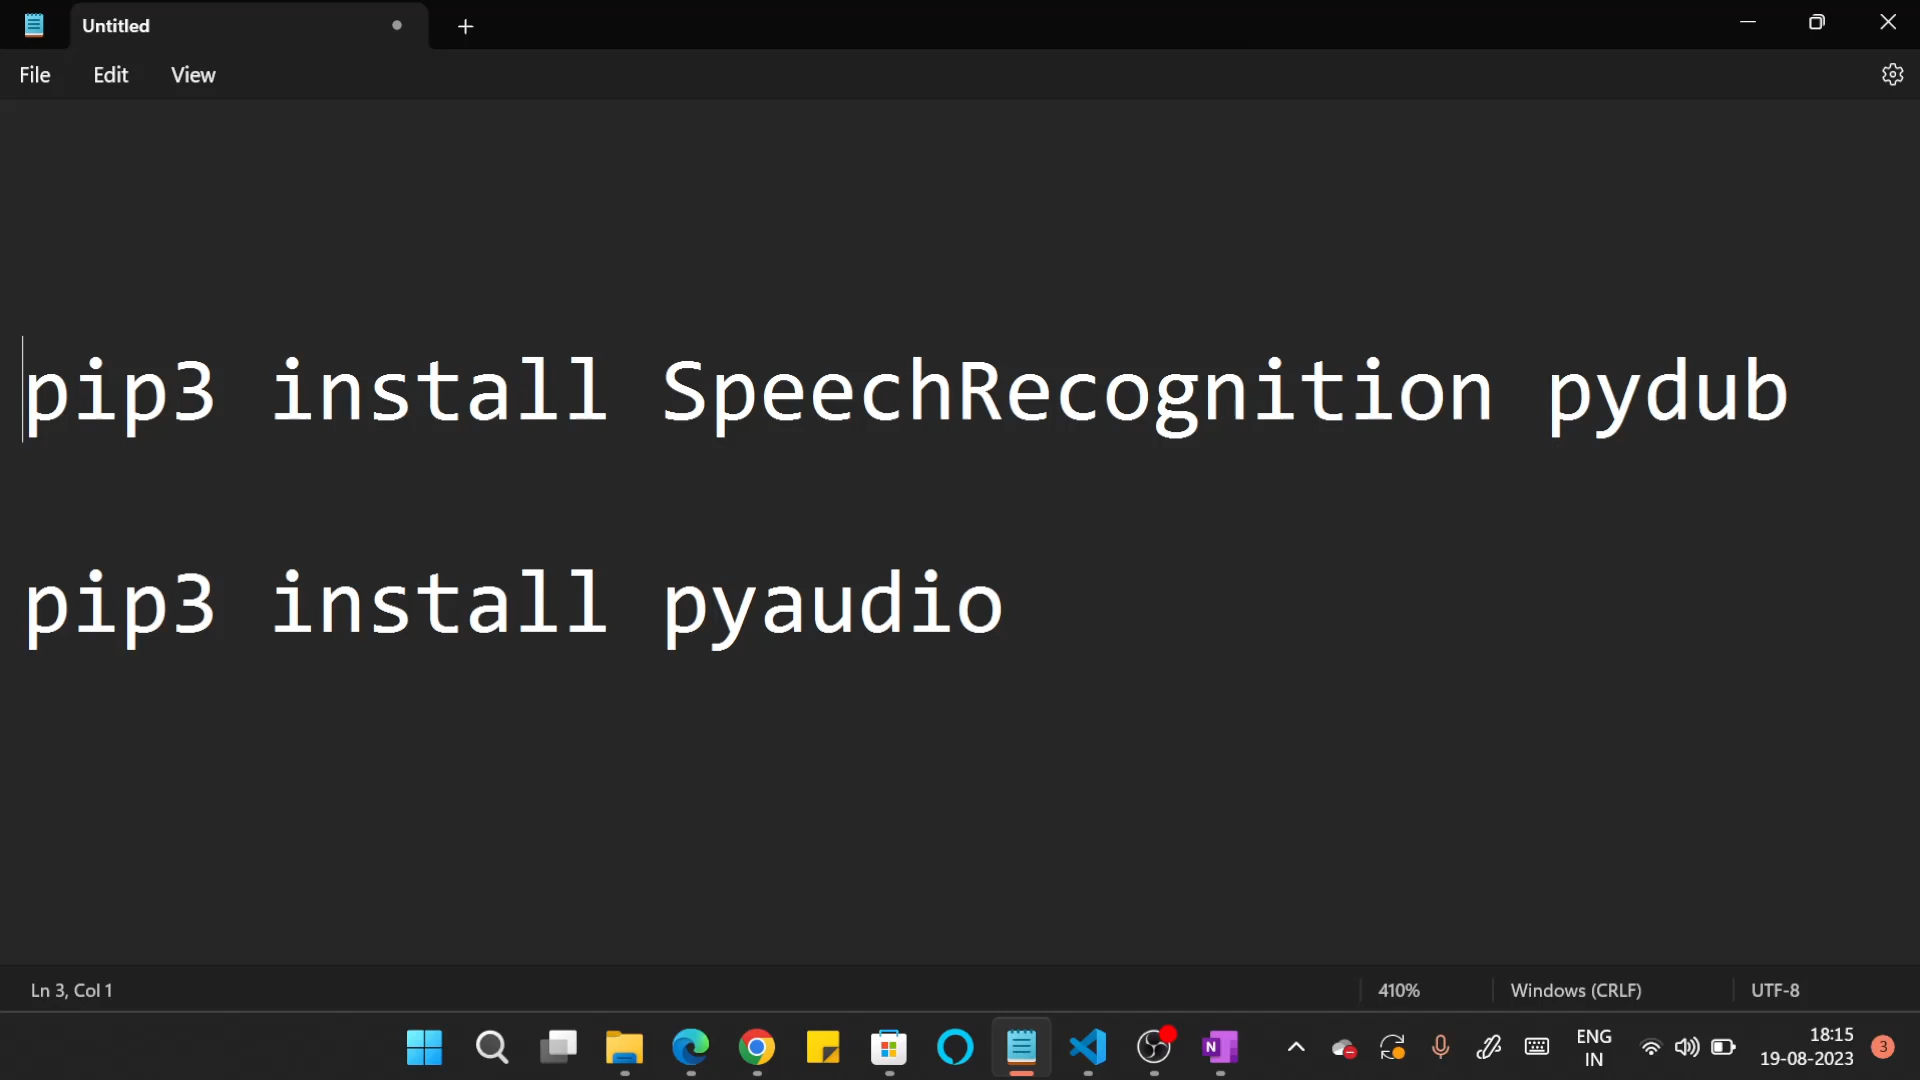 Untitled
File Edit View
pip3 install SpeechRecognition pydub
pip3 install pyaudio
Ln 3, Col 1 410% Windows (CRLF) UTF-8
N ENG 18:15
IN 19-08-2023 3